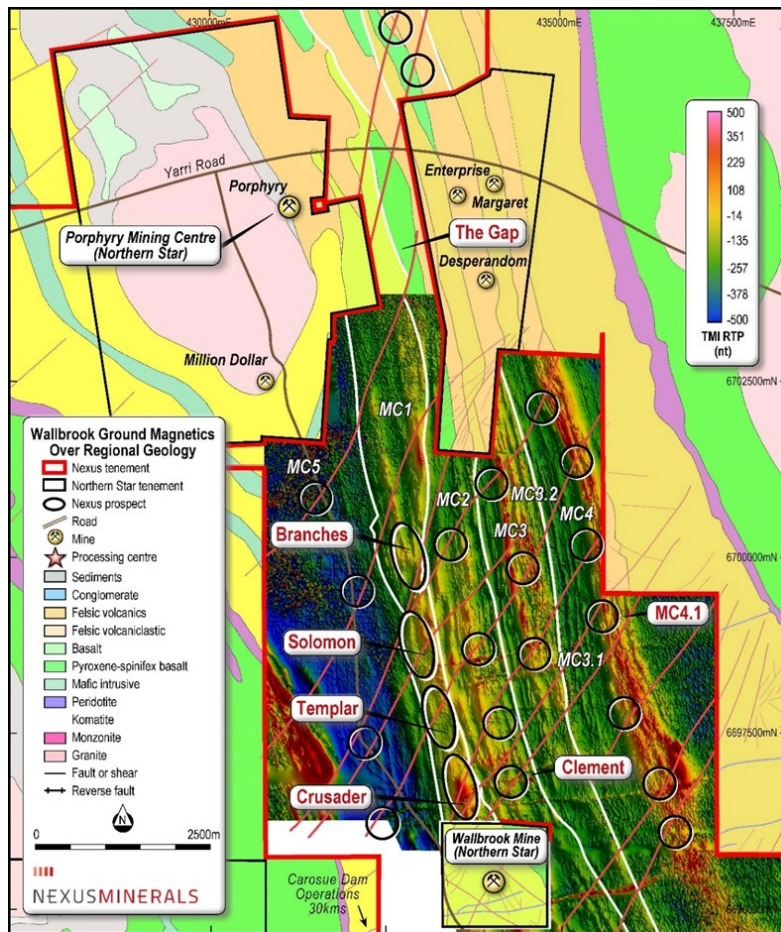 430000mE
435000mE
437500mE
500
351
229
108
-14
-135
-257
-378
-500
TMI RTP
(nt)
Yarri Road
Porphyry
Enterprise
Margaret
The Gap
Porphyry Mining Centre
(Northern Star)
Desperandom
Million Dollar
6702500mN
MC1
MC5
MC2
MC3.2
MC3
MC4
Wallbrook Ground Magnetics
Over Regional Geology
Nexus tenement
Northern Star tenement
Nexus prospect
Road
Mine
Processing centre
Sediments
Conglomerate
Felsic volcanics
Felsic volcaniclastic
Basalt
Pyroxene-spinifex basalt
Mafic intrusive
Peridotite
Komatite
Monzonite
Granite
Fault or shear
Reverse fault
N
0
2500m
NEXUSMINERALS
Branches
6700000mN
MC4.1
Solomon
MC3.1
Templar
6697500mN
Clement
Crusader
Wallbrook Mine
(Northern Star)
Carosue Dam
Operations
30kms